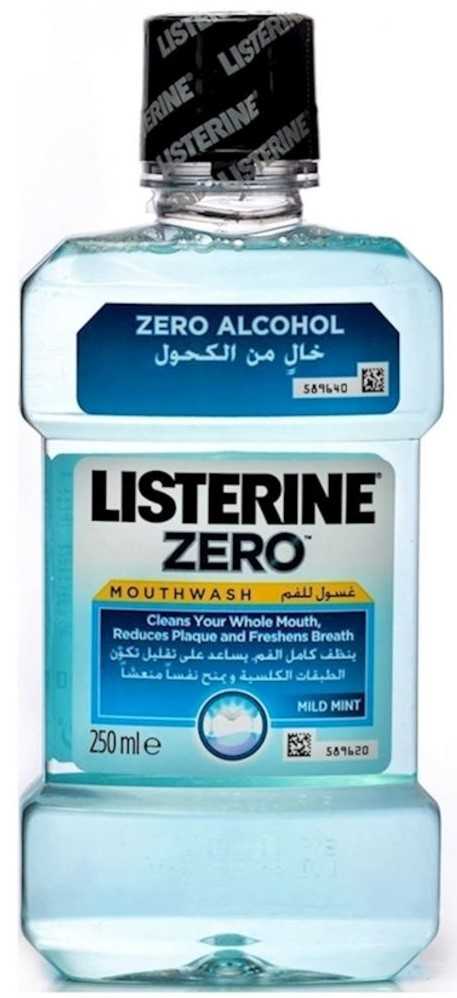 LISTERINE
LISTERINE
LISTERINE
ZERO ALCOHOL
خالٍ من الكحول
589640
LISTERINE®
ZERO™
MOUTHWASH غسول للفم
Cleans Your Whole Mouth,
Reduces Plaque and Freshens Breath
ينظف كامل الفم. يساعد على تقليل تكوّن
الطبقات الكلسية ويمنح نفساً منعشاً
MILD MINT
250 ml e
589620